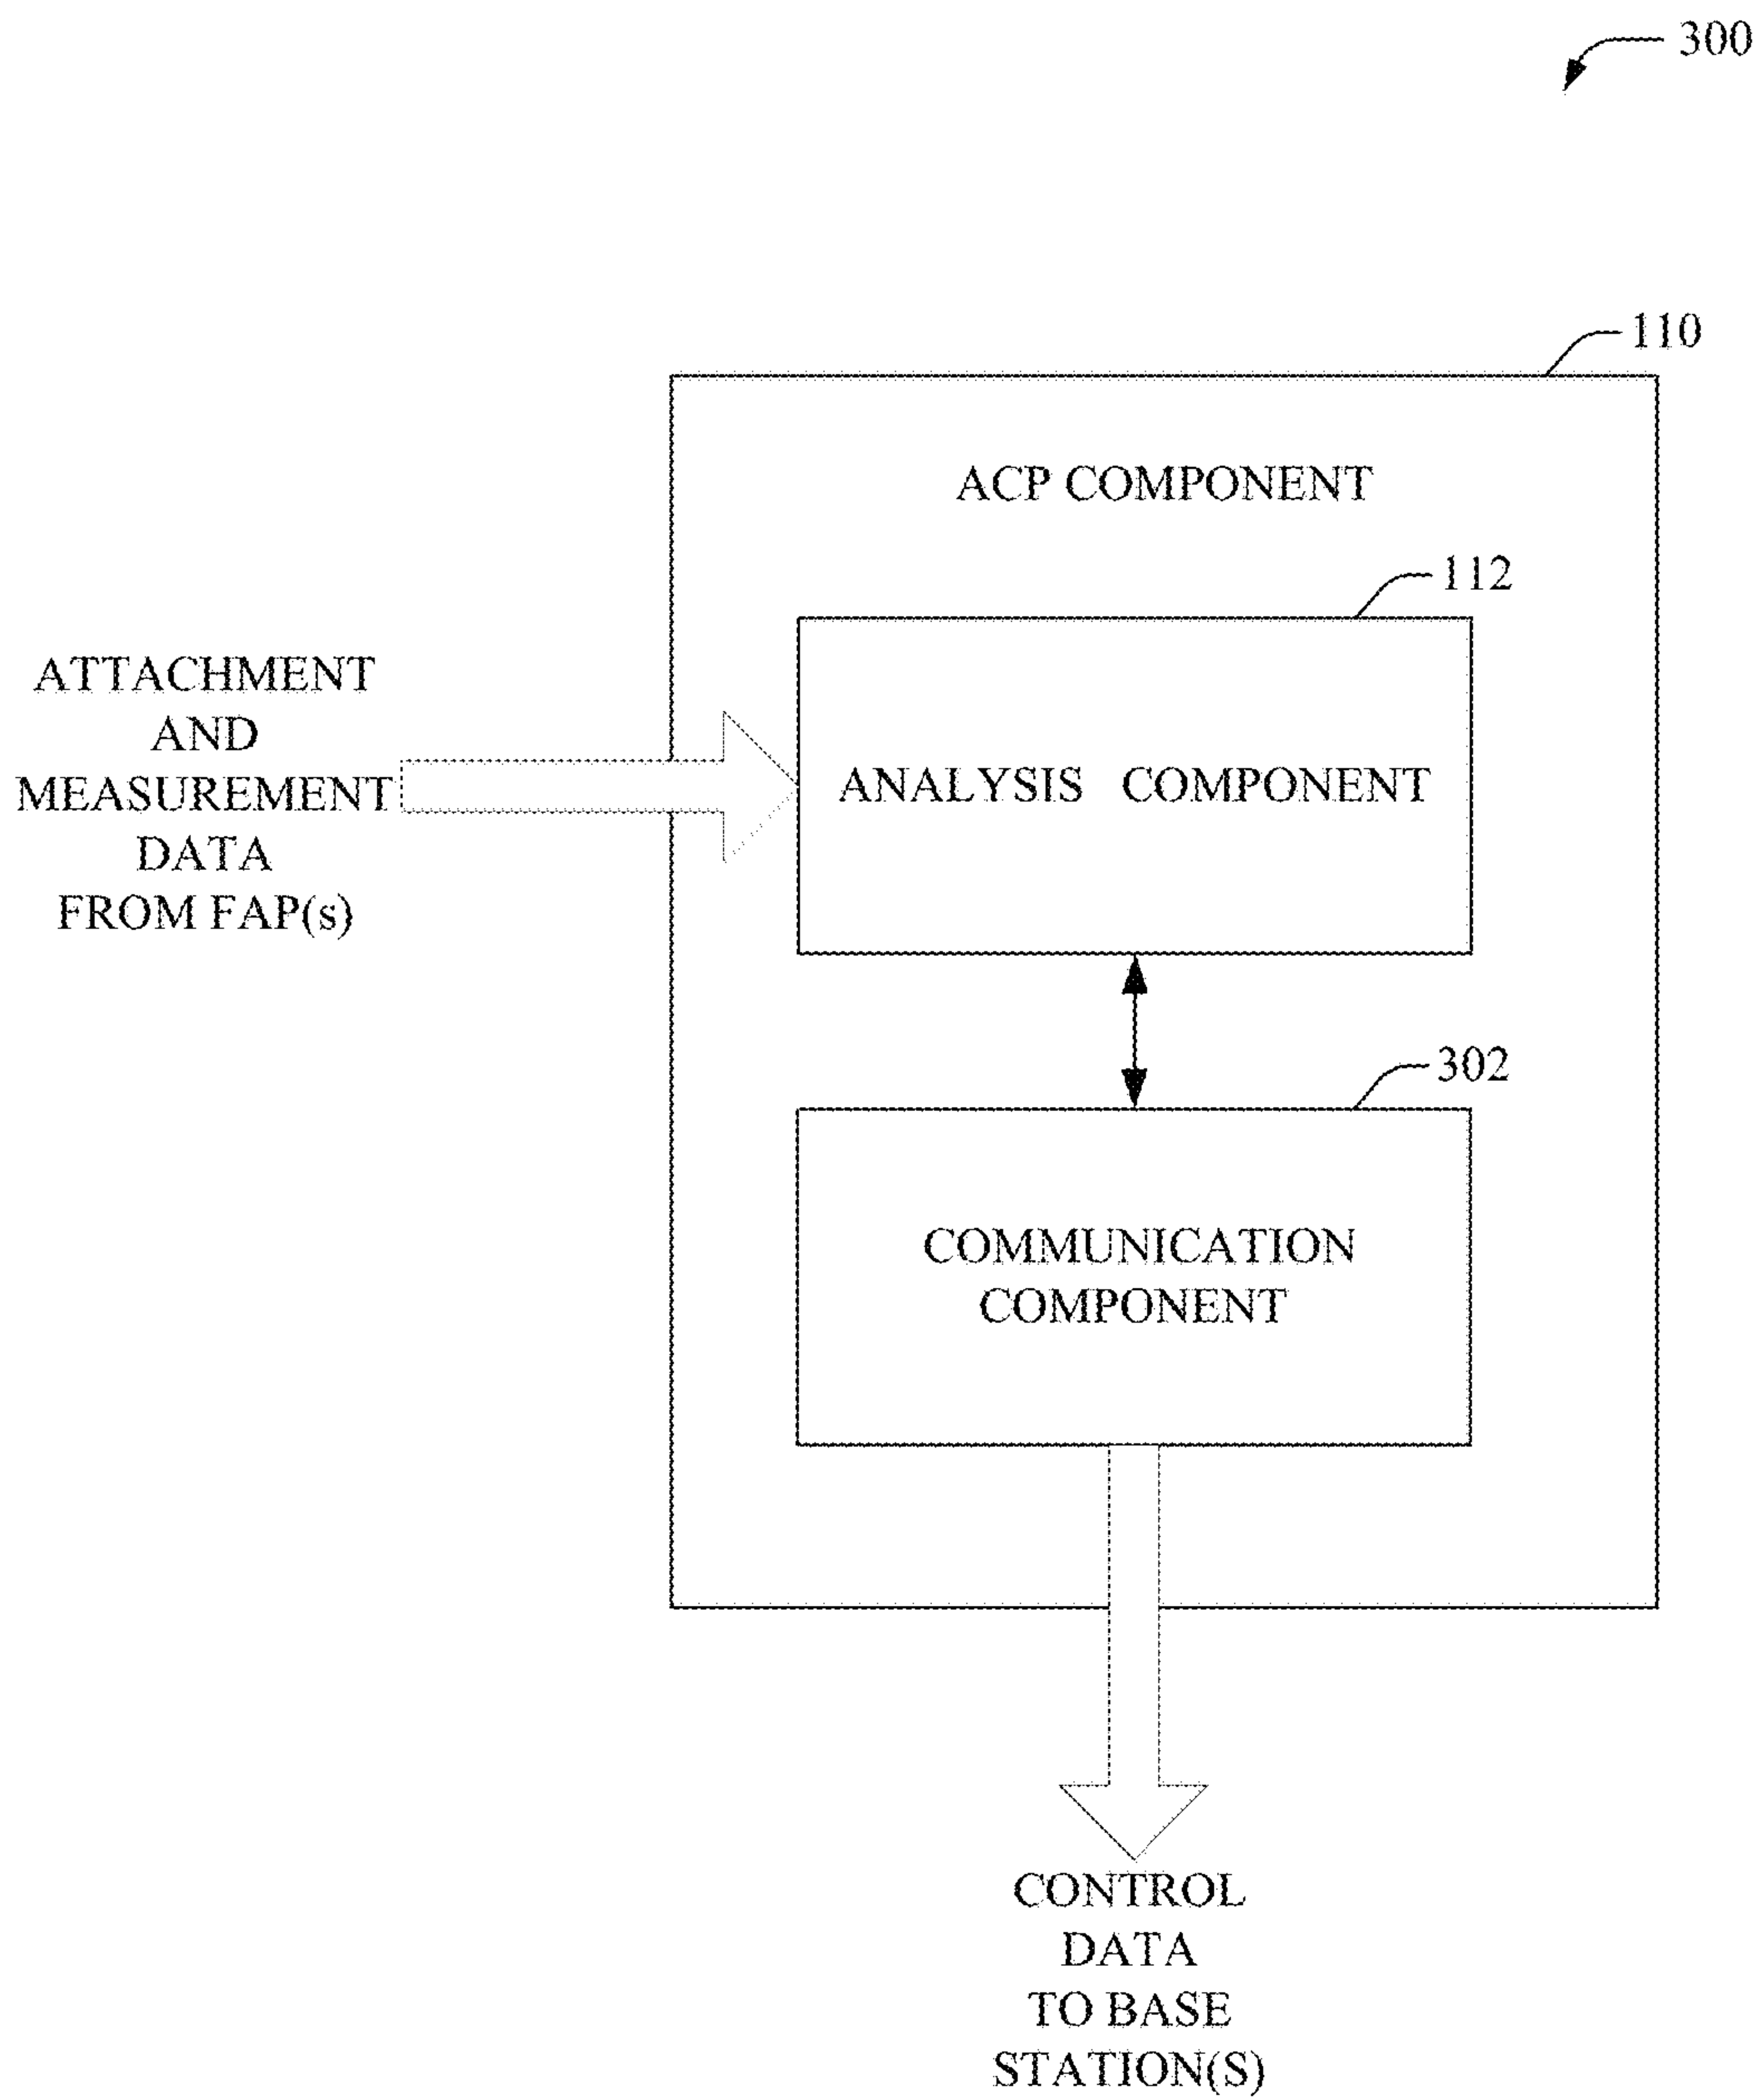 300
110
ACP COMPONENT
112
ATTACHMENT
AND
MEASUREMENT
DATA
FROM FAP(s)
ANALYSIS COMPONENT
302
COMMUNICATION
COMPONENT
CONTROL
DATA
TO BASE
STATION(S)